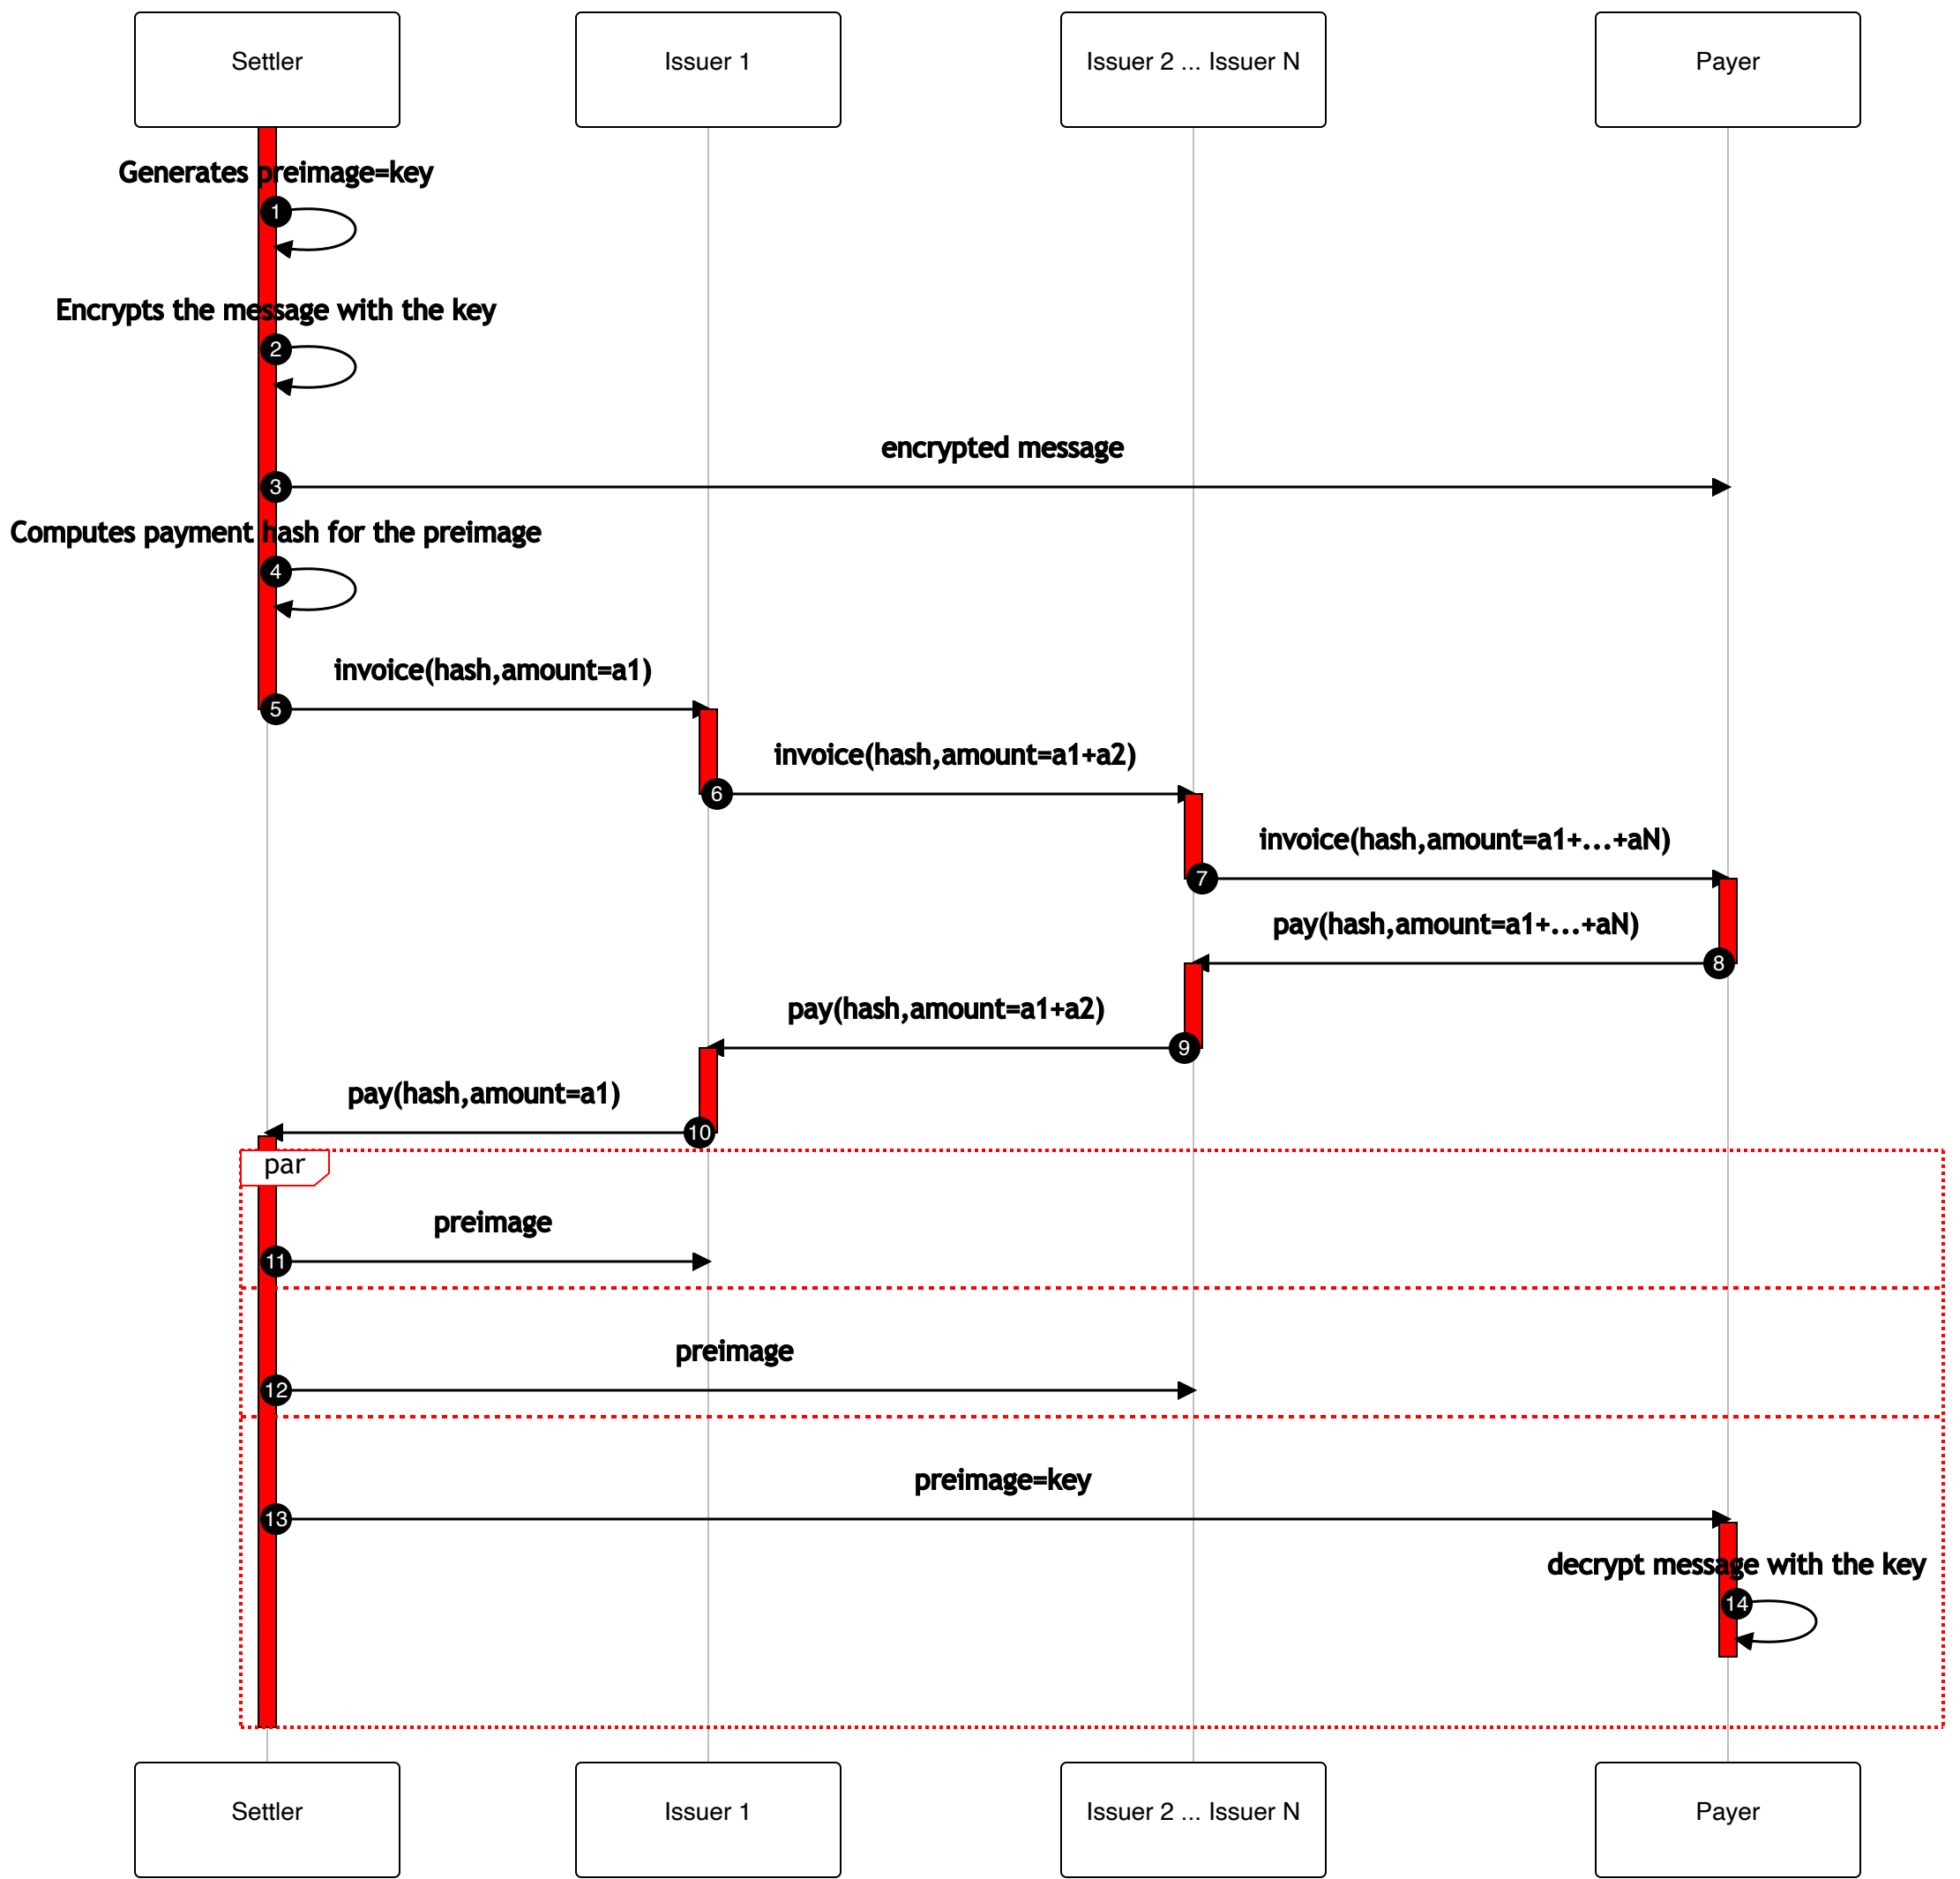 Settler
Issuer 1
Issuer 2 ... Issuer N
Payer
Generates preimage=key
1
Encrypts the message with the key
2
encrypted message
3
Computes payment hash for the preimage
4
invoice(hash,amount=a1)
5
invoice(hash,amount=a1+a2)
6
invoice(hash,amount=a1+...+aN)
7
pay(hash,amount=a1+...+aN)
8
pay(hash,amount=a1+a2)
9
pay(hash,amount=a1)
10
par
preimage
11
preimage
12
preimage=key
13
decrypt message with the key
14
Settler
Issuer 1
Issuer 2 ... Issuer N
Payer